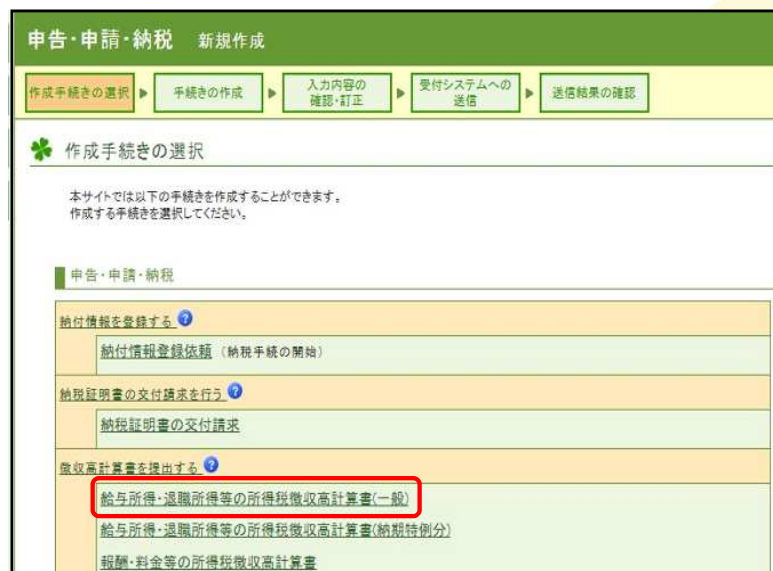 申告・申請・納税　新規作成
作成手続きの選択 ▶ 手続きの作成 ▶ 入力内容の確認・訂正 ▶ 受付システムへの送信 ▶ 送信結果の確認
作成手続きの選択
本サイトでは以下の手続きを作成することができます。
作成する手続きを選択してください。
申告・申請・納税
納付情報を登録する
納付情報登録依頼（納税手続の開始）
納税証明書の交付請求を行う
納税証明書の交付請求
徴収高計算書を提出する
給与所得・退職所得等の所得税徴収高計算書(一般)
給与所得・退職所得等の所得税徴収高計算書(納期特例分)
報酬・料金等の所得税徴収高計算書